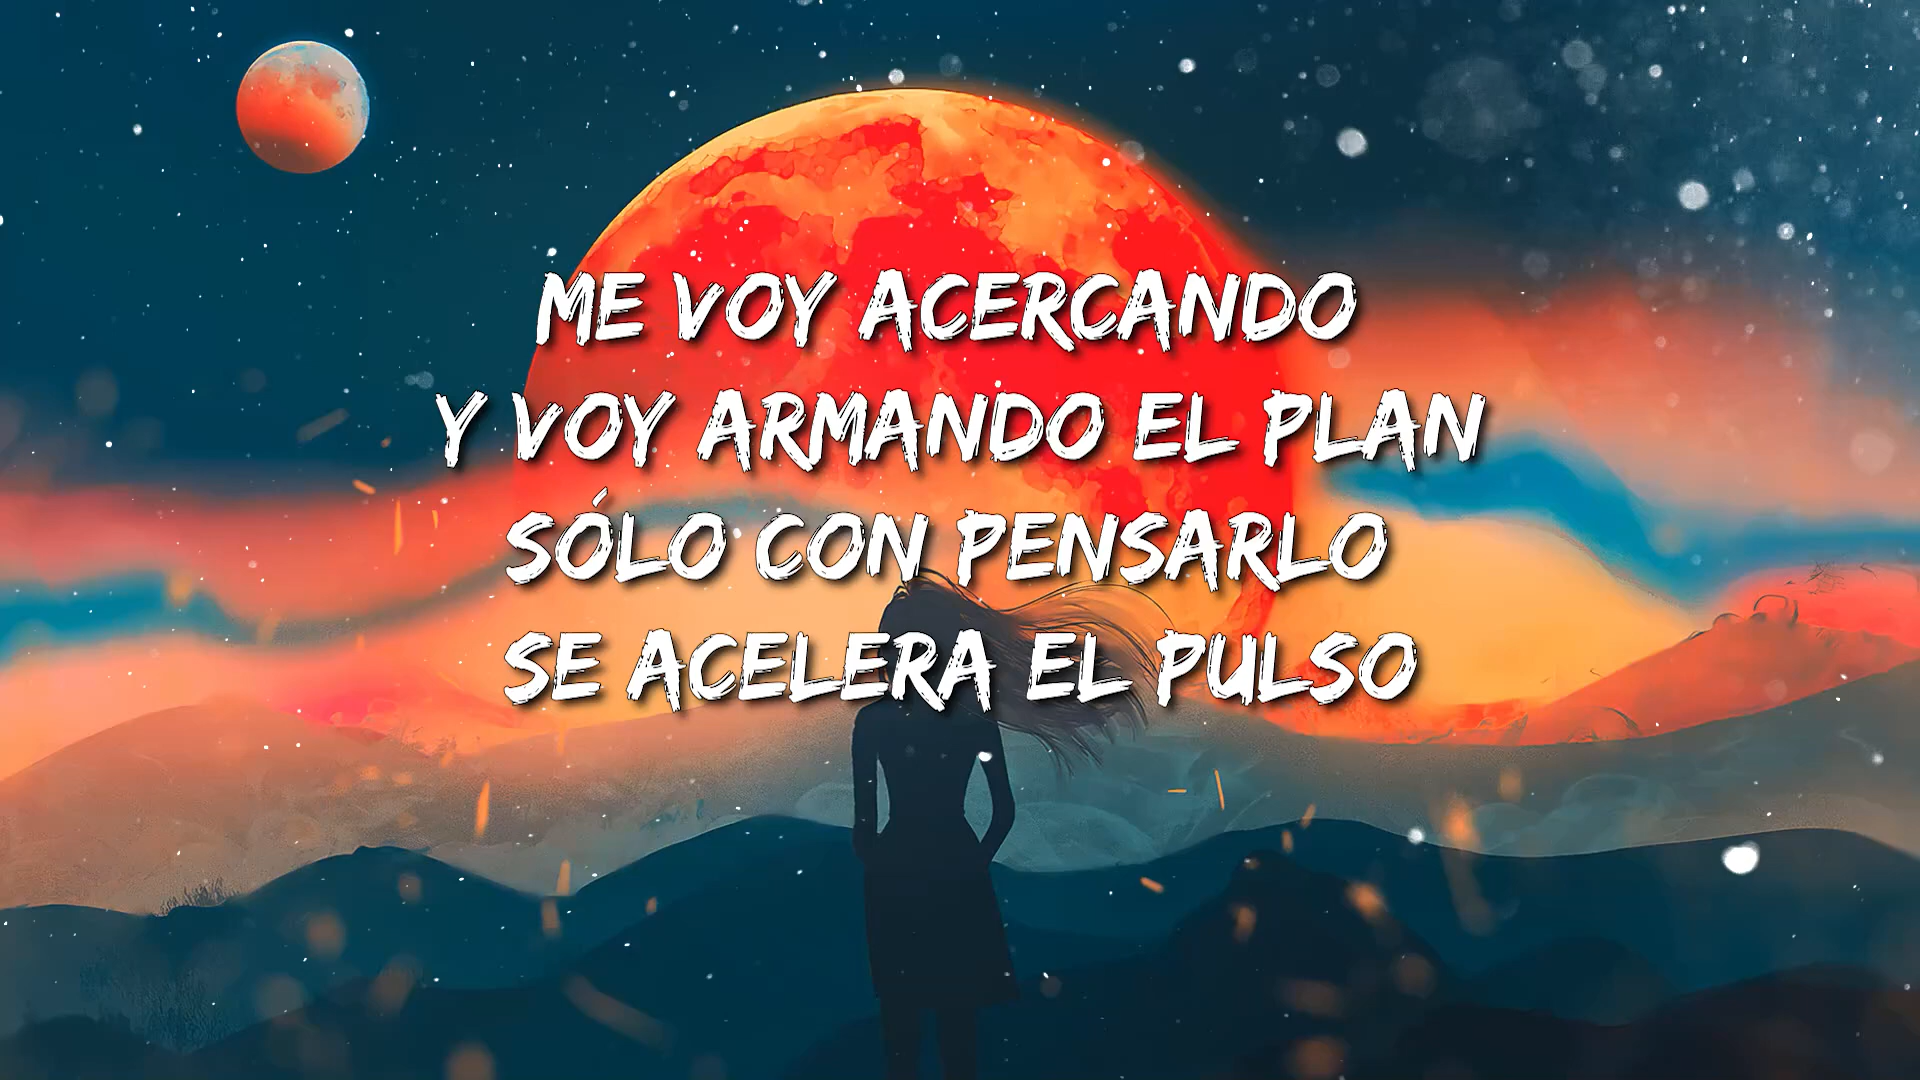 ME VOY ACERCANDO
Y VOY ARMANDO EL PLAN
SÓLO CON PENSARLO
SE ACELERA EL PULSO